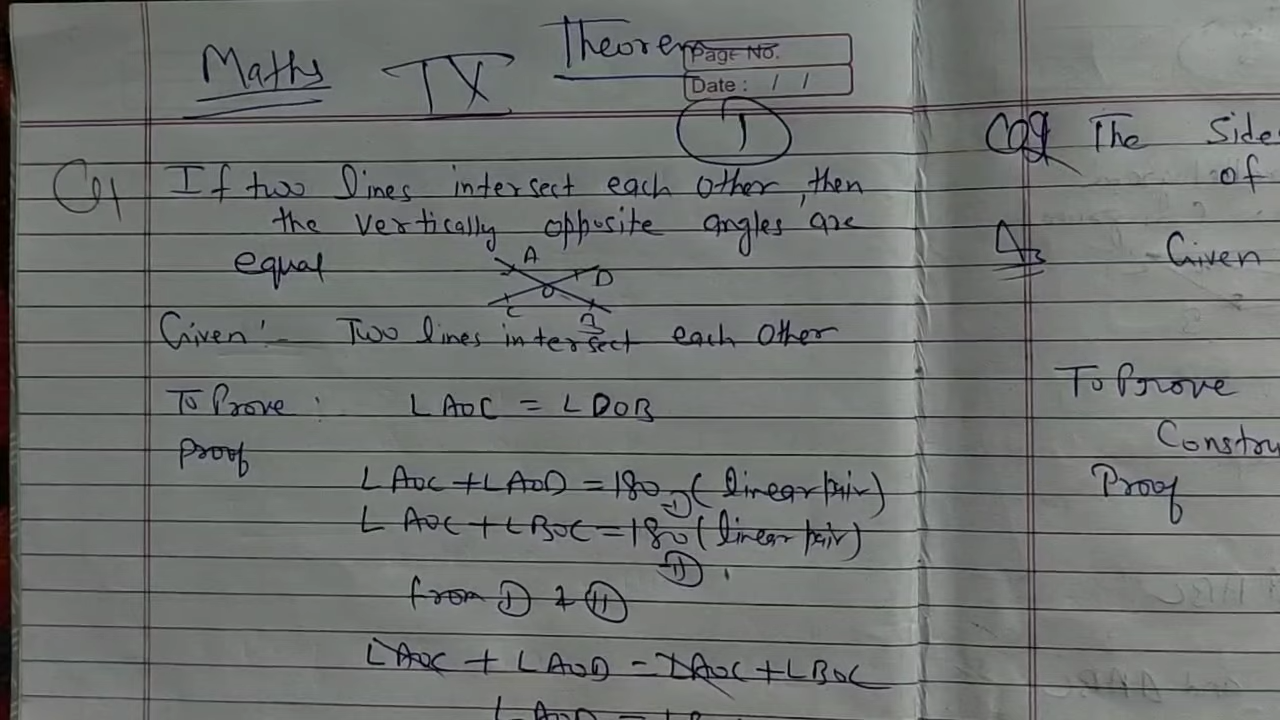 Maths IX Theorem
Page No.
Date : / /
1
Q1 If two lines intersect each other, then
the vertically opposite angles are
equal
A
D
O
C
B
Given :- Two lines intersect each other
To Prove : ∠AOC = ∠DOB
Proof
∠AOC + ∠AOD = 180 (linear pair)
I
∠AOC + ∠BOC = 180 (linear pair)
II
from I & II
∠AOC + ∠AOD = ∠AOC + ∠BOC
∠AOD =
The Side
of
Given
To Prove
Constru
Proof